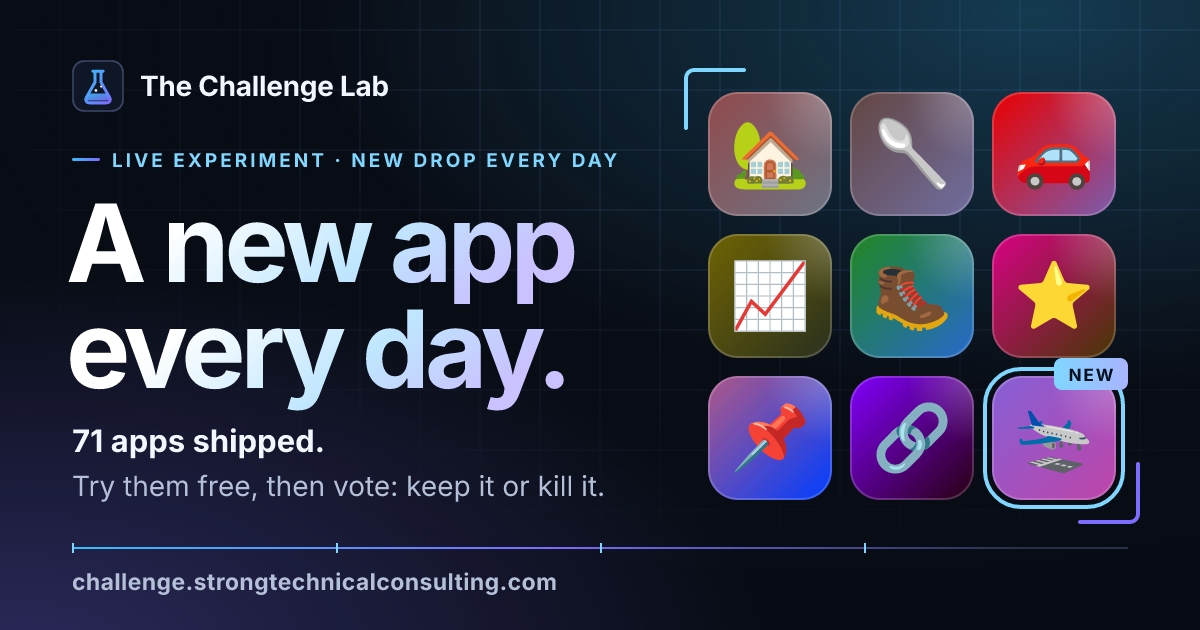 The Challenge Lab
LIVE EXPERIMENT · NEW DROP EVERY DAY
A new app
every day.
71 apps shipped.
Try them free, then vote: keep it or kill it.
NEW
challenge.strongtechnicalconsulting.com